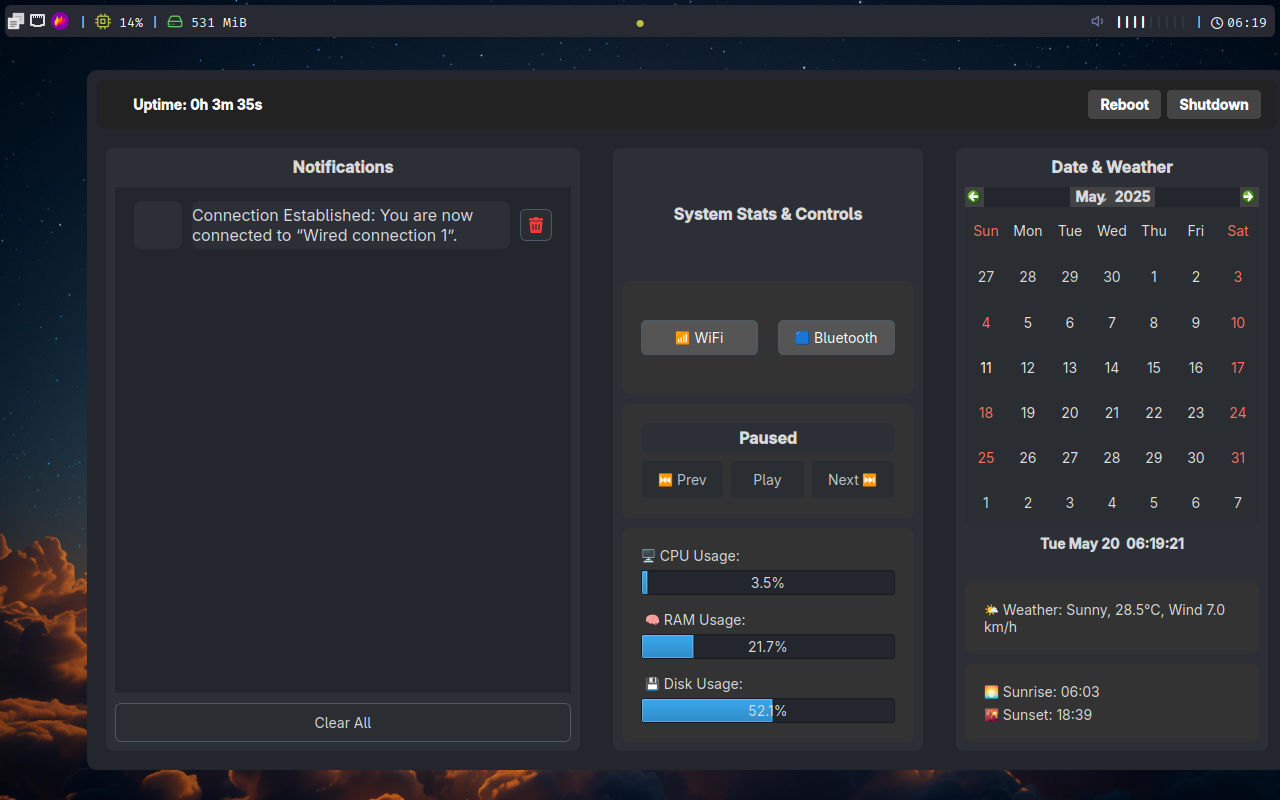 14% 531 MiB 06:19
Uptime: 0h 3m 35s
Reboot Shutdown
Notifications
Connection Established: You are now
connected to “Wired connection 1”.
Clear All
System Stats & Controls
WiFi
Bluetooth
Paused
Prev
Play
Next
CPU Usage:
3.5%
RAM Usage:
21.7%
Disk Usage:
52.1%
Date & Weather
May 2025
Sun Mon Tue Wed Thu Fri Sat
27 28 29 30 1 2 3
4 5 6 7 8 9 10
11 12 13 14 15 16 17
18 19 20 21 22 23 24
25 26 27 28 29 30 31
1 2 3 4 5 6 7
Tue May 20 06:19:21
Weather: Sunny, 28.5°C, Wind 7.0
km/h
Sunrise: 06:03
Sunset: 18:39